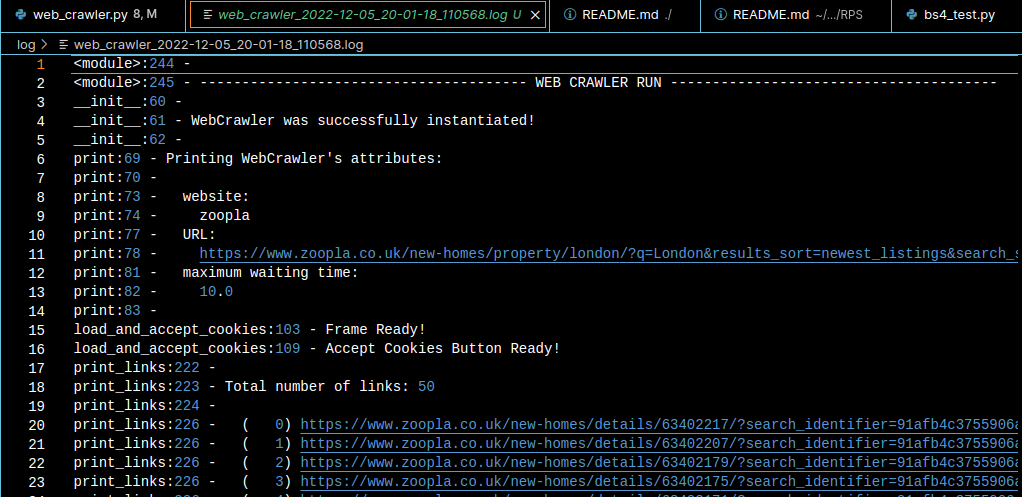 web_crawler.py 8, M web_crawler_2022-12-05_20-01-18_110568.log U README.md ./ README.md ~/.../RPS bs4_test.py
log > web_crawler_2022-12-05_20-01-18_110568.log
1 <module>:244 -
2 <module>:245 - --------------------------------------- WEB CRAWLER RUN ---------------------------------------
3 __init__:60 -
4 __init__:61 - WebCrawler was successfully instantiated!
5 __init__:62 -
6 print:69 - Printing WebCrawler's attributes:
7 print:70 -
8 print:73 - website:
9 print:74 - zoopla
10 print:77 - URL:
11 print:78 - https://www.zoopla.co.uk/new-homes/property/london/?q=London&results_sort=newest_listings&search_
12 print:81 - maximum waiting time:
13 print:82 - 10.0
14 print:83 -
15 load_and_accept_cookies:103 - Frame Ready!
16 load_and_accept_cookies:109 - Accept Cookies Button Ready!
17 print_links:222 -
18 print_links:223 - Total number of links: 50
19 print_links:224 -
20 print_links:226 - ( 0) https://www.zoopla.co.uk/new-homes/details/63402217/?search_identifier=91afb4c3755906a
21 print_links:226 - ( 1) https://www.zoopla.co.uk/new-homes/details/63402207/?search_identifier=91afb4c3755906a
22 print_links:226 - ( 2) https://www.zoopla.co.uk/new-homes/details/63402179/?search_identifier=91afb4c3755906a
23 print_links:226 - ( 3) https://www.zoopla.co.uk/new-homes/details/63402175/?search_identifier=91afb4c3755906a